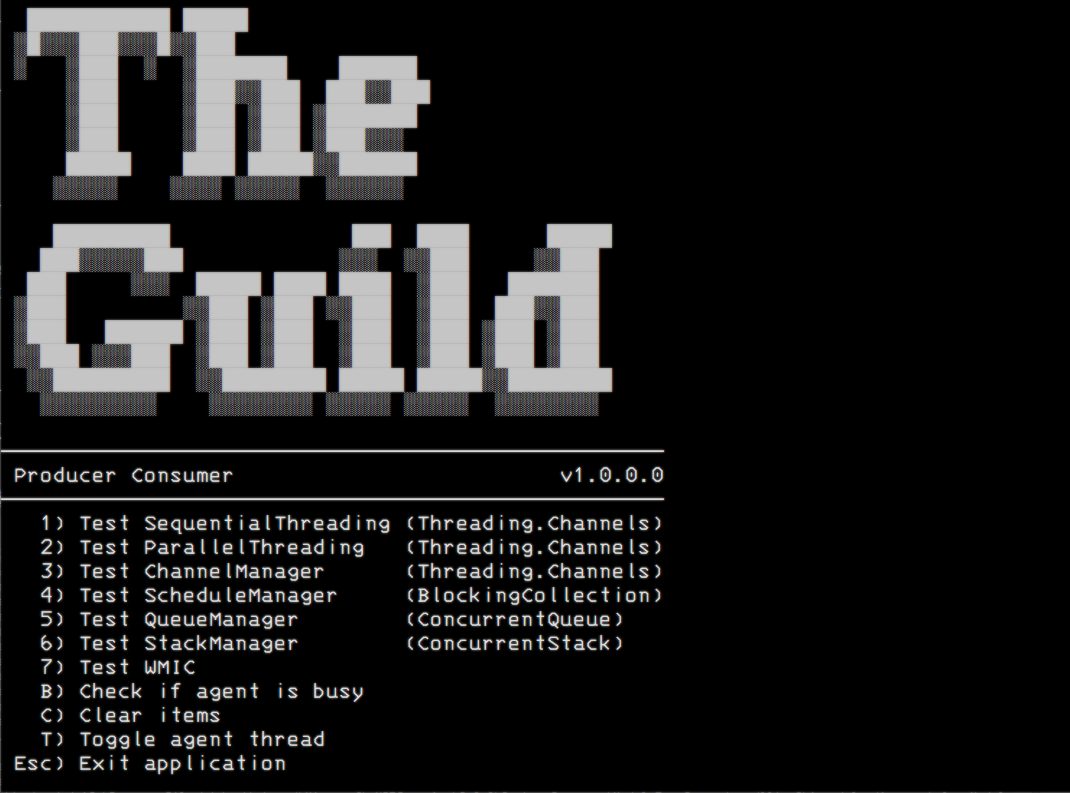 The
Guild
Producer Consumer v1.0.0.0
1) Test SequentialThreading (Threading.Channels)
2) Test ParallelThreading (Threading.Channels)
3) Test ChannelManager (Threading.Channels)
4) Test ScheduleManager (BlockingCollection)
5) Test QueueManager (ConcurrentQueue)
6) Test StackManager (ConcurrentStack)
7) Test WMIC
B) Check if agent is busy
C) Clear items
T) Toggle agent thread
Esc) Exit application